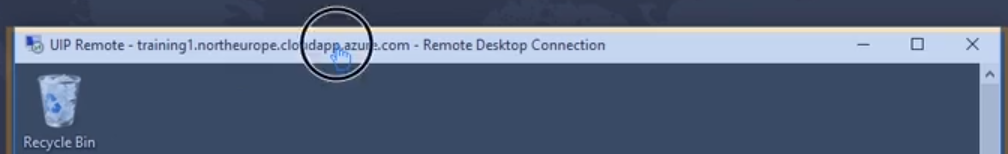 UIP Remote - training1.northeurope.cloudapp.azure.com - Remote Desktop Connection
Recycle Bin